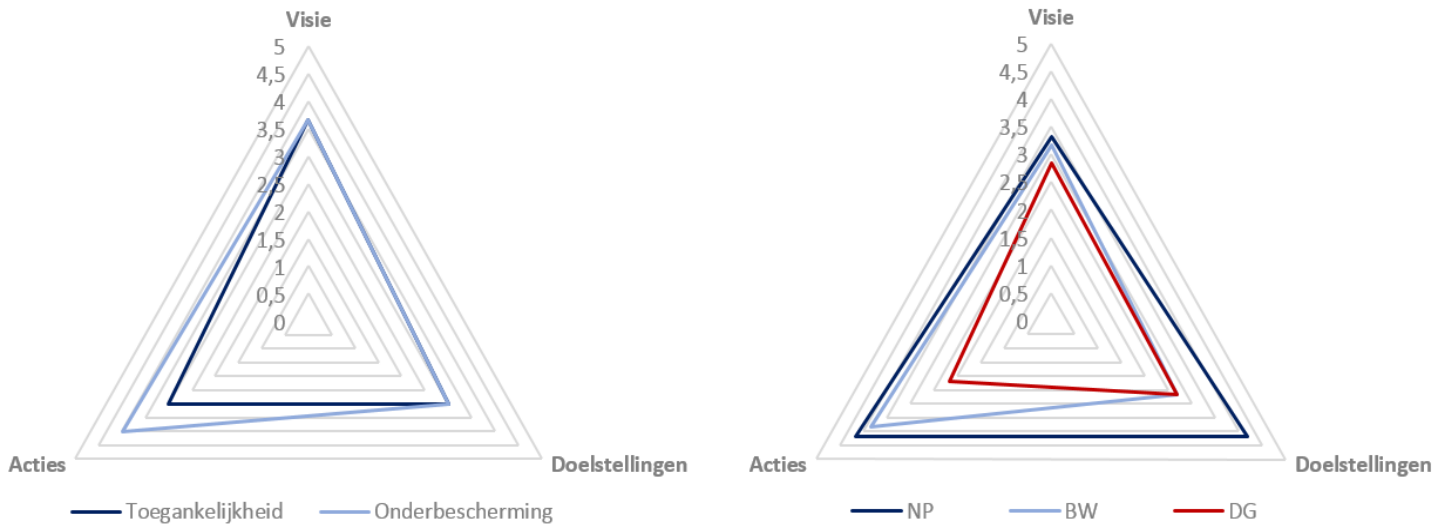 Visie
5
4,5
4
3,5
3
2,5
2
1,5
1
0,5
0
Acties
Doelstellingen
Toegankelijkheid
Onderbescherming
Visie
5
4,5
4
3,5
3
2,5
2
1,5
1
0,5
0
Acties
Doelstellingen
NP
BW
DG